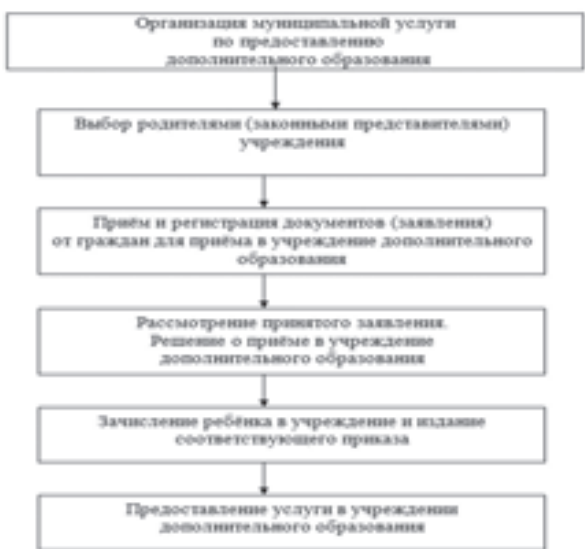 Организация муниципальной услуги
по предоставлению
дополнительного образования
Выбор родителями (законными представителями)
учреждения
Приём и регистрация документов (заявления)
от граждан для приёма в учреждение дополнительного
образования
Рассмотрение принятого заявления.
Решение о приёме в учреждение
дополнительного образования
Зачисление ребёнка в учреждение и издание
соответствующего приказа
Предоставление услуги в учреждении
дополнительного образования